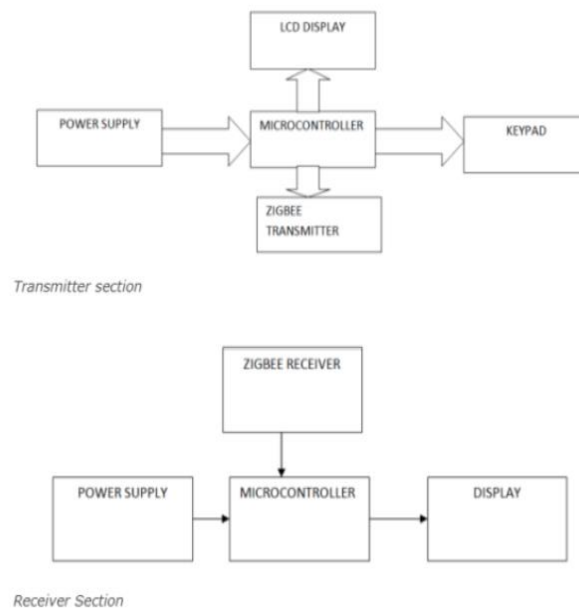 LCD DISPLAY
POWER SUPPLY
MICROCONTROLLER
KEYPAD
ZIGBEE
TRANSMITTER
Transmitter section
ZIGBEE RECEIVER
POWER SUPPLY
MICROCONTROLLER
DISPLAY
Receiver Section